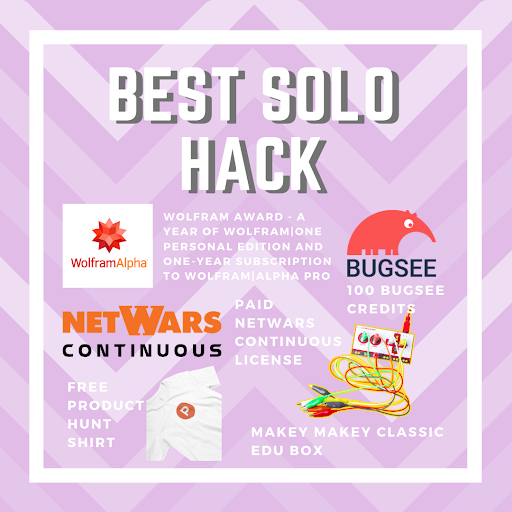 BEST SOLO
HACK
WolframAlpha
WOLFRAM AWARD - A
YEAR OF WOLFRAM|ONE
PERSONAL EDITION AND
ONE-YEAR SUBSCRIPTION
TO WOLFRAM|ALPHA PRO
BUGSEE
100 BUGSEE
CREDITS
NETWARS
CONTINUOUS
PAID
NETWARS
CONTINUOUS
LICENSE
FREE
PRODUCT
HUNT
SHIRT
P
MAKEY MAKEY CLASSIC
EDU BOX